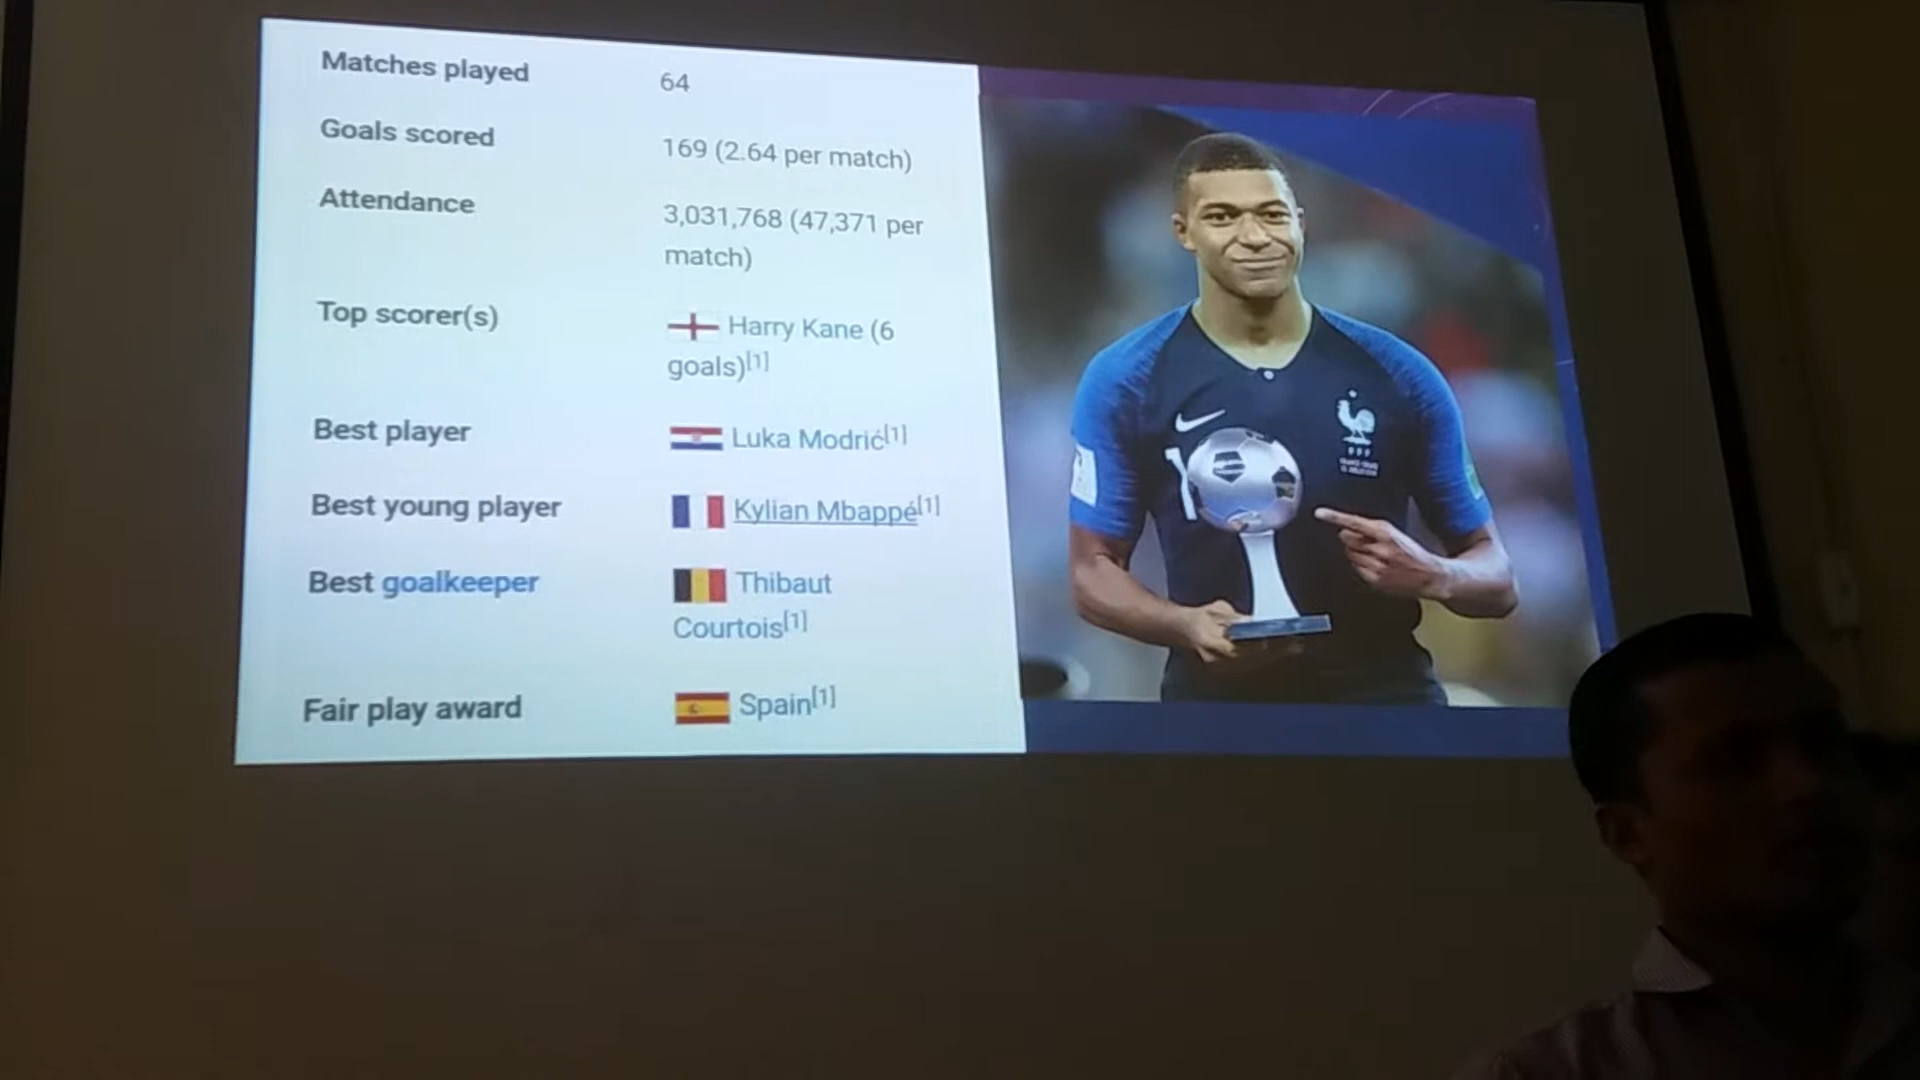 Matches played 64
Goals scored 169 (2.64 per match)
Attendance 3,031,768 (47,371 per
match)
Top scorer(s) Harry Kane (6
goals)[1]
Best player Luka Modrić[1]
Best young player Kylian Mbappé[1]
Best goalkeeper Thibaut
Courtois[1]
Fair play award Spain[1]